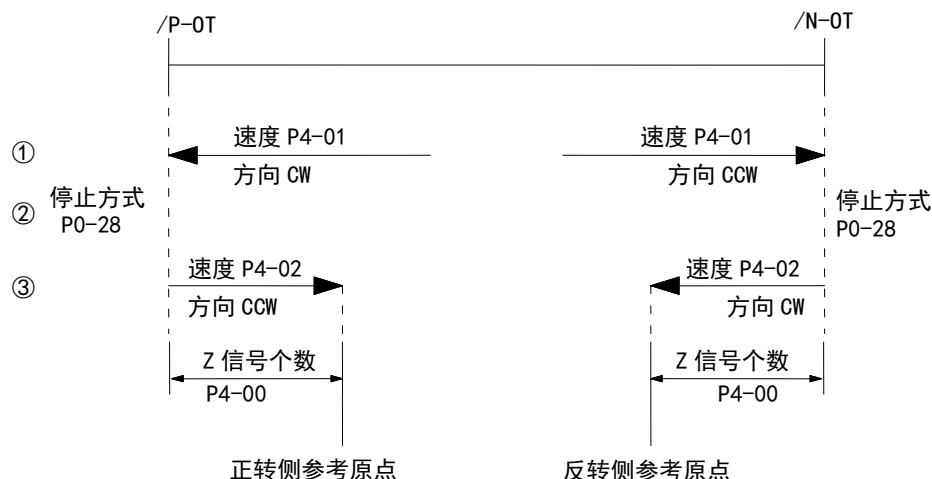 /P-OT /N-OT
① 速度 P4-01 速度 P4-01
方向 CW 方向 CCW
② 停止方式 停止方式
P0-28 P0-28
③ 速度 P4-02 速度 P4-02
方向 CCW 方向 CW
Z 信号个数 Z 信号个数
P4-00 P4-00
正转侧参考原点 反转侧参考原点